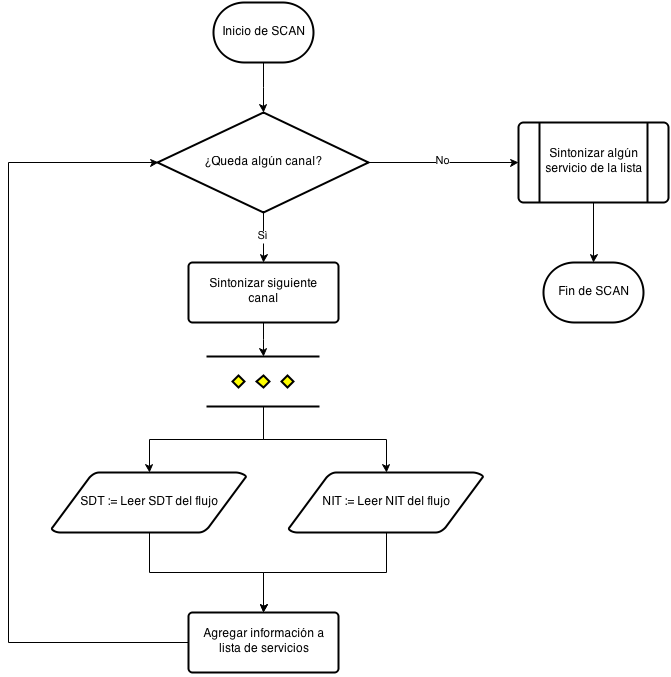 Inicio de SCAN
¿Queda algún canal?
No
Sintonizar algún
servicio de la lista
Sì
Sintonizar siguiente
canal
Fin de SCAN
SDT := Leer SDT del flujo
NIT := Leer NIT del flujo
Agregar información a
lista de servicios